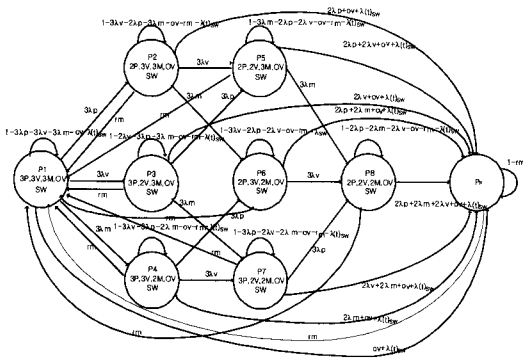 2λp+ov+λ(t)sw
1-3λv-2λp-3λm-ov-rm-λ(t)sw
1-3λm-2λp-2λv-ov-rm-λ(t)sw
2λp+2λv+ov+λ(t)sw
P2
2P,3V,3M,OV
SW
3λv
P5
2P,2V,3M,OV
SW
3λm
3λp
rm
3λm
3λp
2λv+ov+λ(t)sw
2λp+2λm+ov+λ(t)sw
1-3λp-3λv-3λm-ov-λ(t)sw
1-2λv-3λp-3λm-ov-rm-λ(t)sw
1-3λv-2λp-2λm-ov-rm-λ(t)sw
1-2λp-2λm-2λv-ov-rm-λ(t)sw
P1
3P,3V,3M,OV
SW
3λv
rm
P3
3P,2V,3M,OV
SW
P6
2P,3V,2M,OV
SW
3λv
P8
2P,2V,2M,OV
SW
1-rm
2λp+2λm+2λv+ov+λ(t)sw
3λm
rm
3λm
3λp
1-3λv-3λp-2λm-ov-rm-λ(t)sw
1-3λp-2λv-2λm-ov-rm-λ(t)sw
P4
3P,3V,2M,OV
SW
3λv
P7
3P,2V,2M,OV
SW
3λp
rm
2λv+2λm+ov+λ(t)sw
2λm+ov+λ(t)sw
rm
rm
ov+λ(t)sw